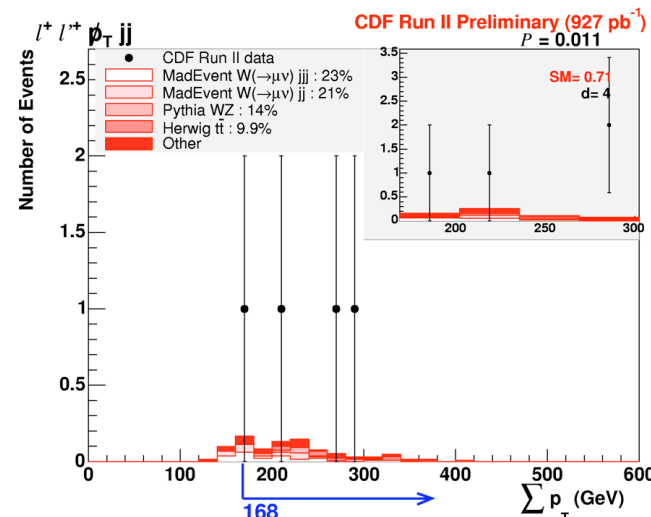 l⁺ l'⁺ p̸_T jj
CDF Run II Preliminary (927 pb⁻¹)
P = 0.011
CDF Run II data
MadEvent W(→μν) jjj : 23%
MadEvent W(→μν) jj : 21%
Pythia WZ : 14%
Herwig tt̄ : 9.9%
Other
SM= 0.71
d= 4
3.5
3
2.5
2
1.5
1
0.5
0
200
250
300
Number of Events
2.5
2
1.5
1
0.5
0
0
100
200
300
400
500
600
168
∑ p_T (GeV)